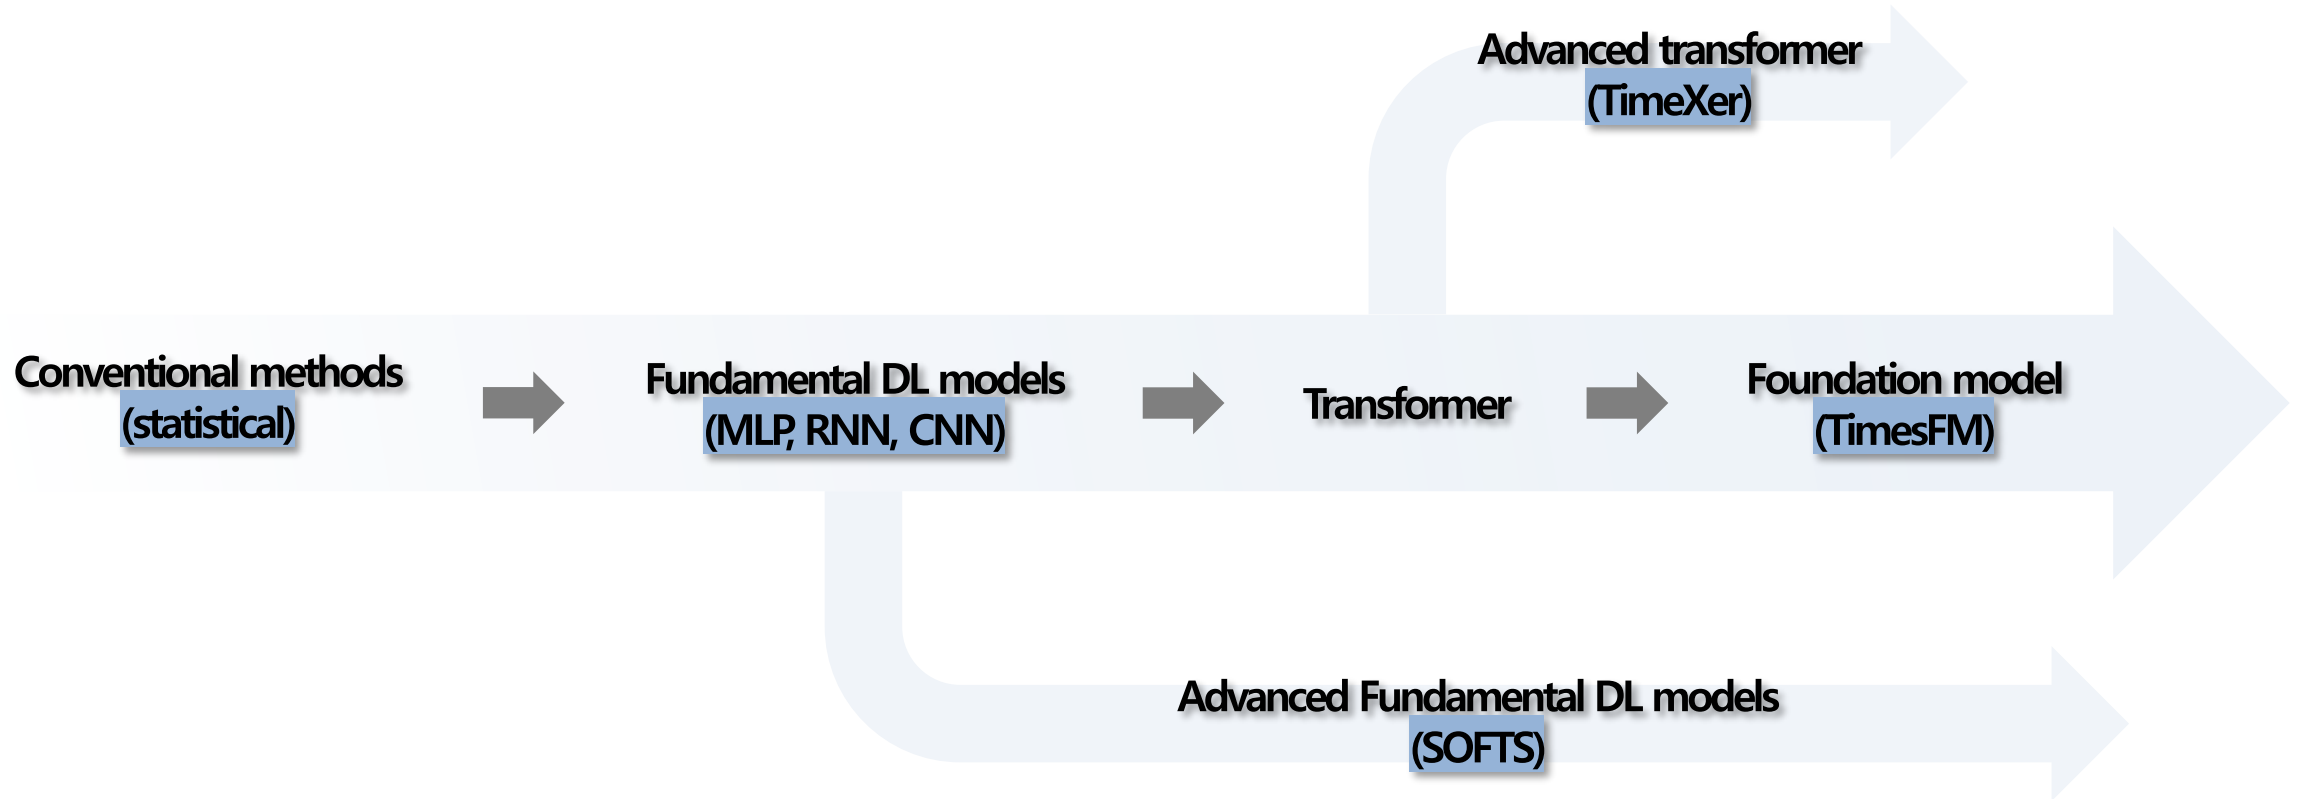 Advanced transformer
(TimeXer)
Conventional methods
(statistical)
Fundamental DL models
(MLP, RNN, CNN)
Transformer
Foundation model
(TimesFM)
Advanced Fundamental DL models
(SOFTS)